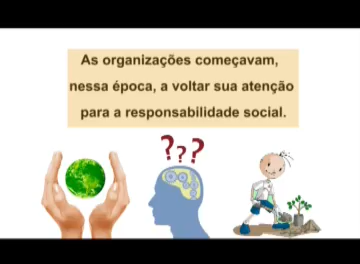 As organizações começavam,
nessa época, a voltar sua atenção
para a responsabilidade social.
???